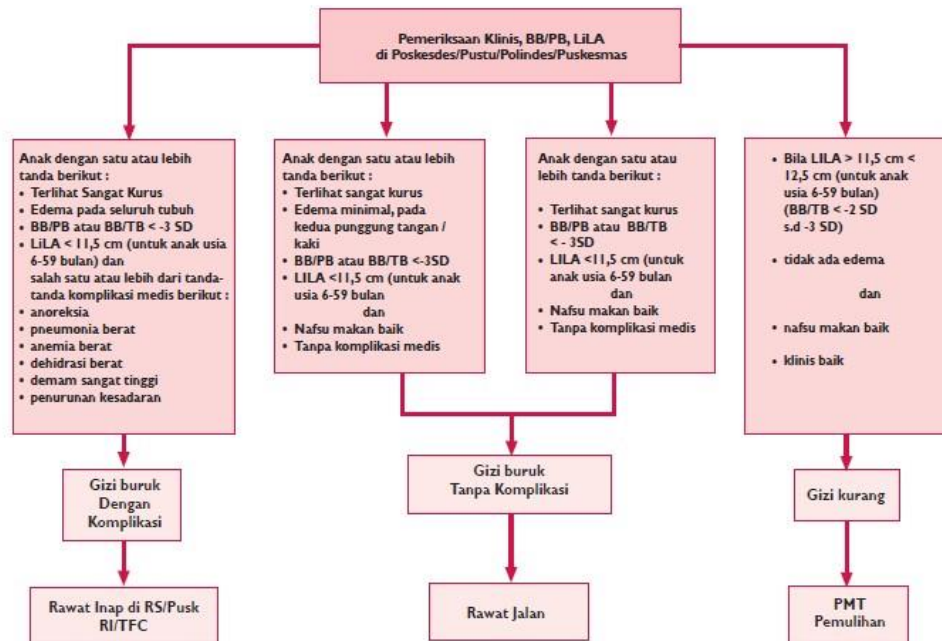 Pemeriksaan Klinis, BB/PB, LiLA
di Poskesdes/Pustu/Polindes/Puskesmas
Anak dengan satu atau lebih
tanda berikut :
• Terlihat Sangat Kurus
• Edema pada seluruh tubuh
• BB/PB atau BB/TB < -3 SD
• LiLA < 11,5 cm (untuk anak usia
6-59 bulan) dan
salah satu atau lebih dari tanda-
tanda komplikasi medis berikut :
• anoreksia
• pneumonia berat
• anemia berat
• dehidrasi berat
• demam sangat tinggi
• penurunan kesadaran
Anak dengan satu atau lebih
tanda berikut :
• Terlihat sangat kurus
• Edema minimal, pada
kedua punggung tangan /
kaki
• BB/PB atau BB/TB <-3SD
• LILA <11,5 cm (untuk anak
usia 6-59 bulan
dan
• Nafsu makan baik
• Tanpa komplikasi medis
Anak dengan satu atau
lebih tanda berikut :
• Terlihat sangat kurus
• BB/PB atau BB/TB
< - 3SD
• LILA <11,5 cm (untuk
anak usia 6-59 bulan
dan
• Nafsu makan baik
• Tanpa komplikasi medis
• Bila LILA > 11,5 cm <
12,5 cm (untuk anak
usia 6-59 bulan)
(BB/TB < -2 SD
s.d -3 SD)
• tidak ada edema
dan
• nafsu makan baik
• klinis baik
Gizi buruk
Dengan
Komplikasi
Gizi buruk
Tanpa Komplikasi
Gizi kurang
Rawat Inap di RS/Pusk
RI/TFC
Rawat Jalan
PMT
Pemulihan